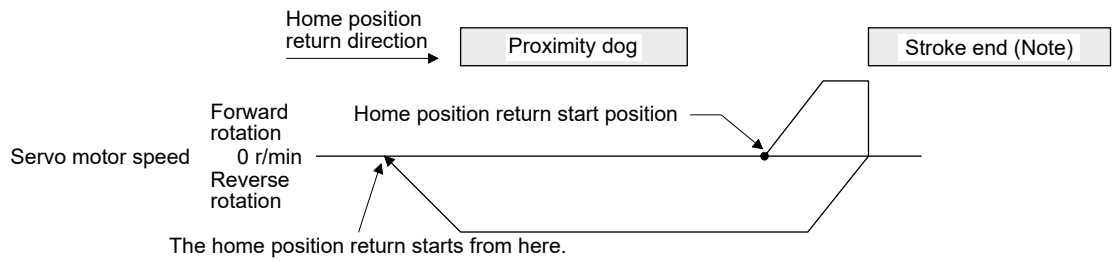 Home position
return direction
Proximity dog
Stroke end (Note)
Forward
rotation
Home position return start position
Servo motor speed
0 r/min
Reverse
rotation
The home position return starts from here.